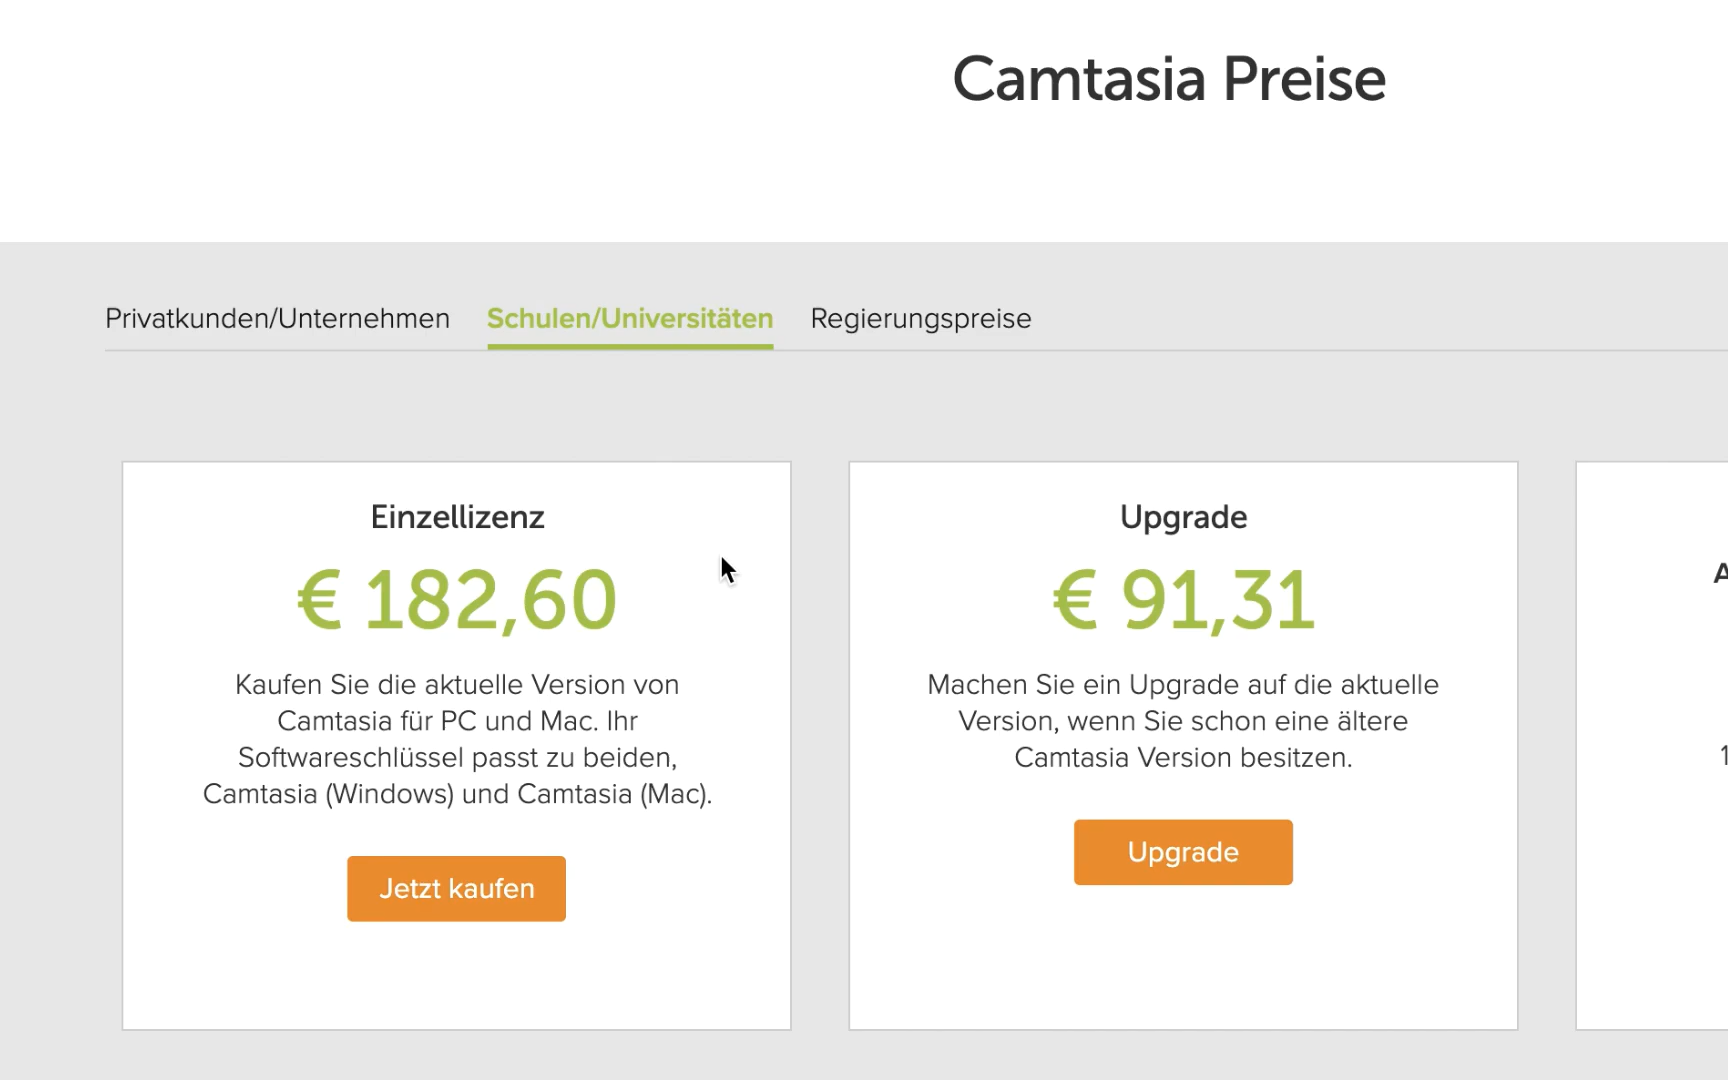 Camtasia Preise
Privatkunden/Unternehmen Schulen/Universitäten Regierungspreise
Einzellizenz
€ 182,60
Kaufen Sie die aktuelle Version von
Camtasia für PC und Mac. Ihr
Softwareschlüssel passt zu beiden,
Camtasia (Windows) und Camtasia (Mac).
Jetzt kaufen
Upgrade
€ 91,31
Machen Sie ein Upgrade auf die aktuelle
Version, wenn Sie schon eine ältere
Camtasia Version besitzen.
Upgrade